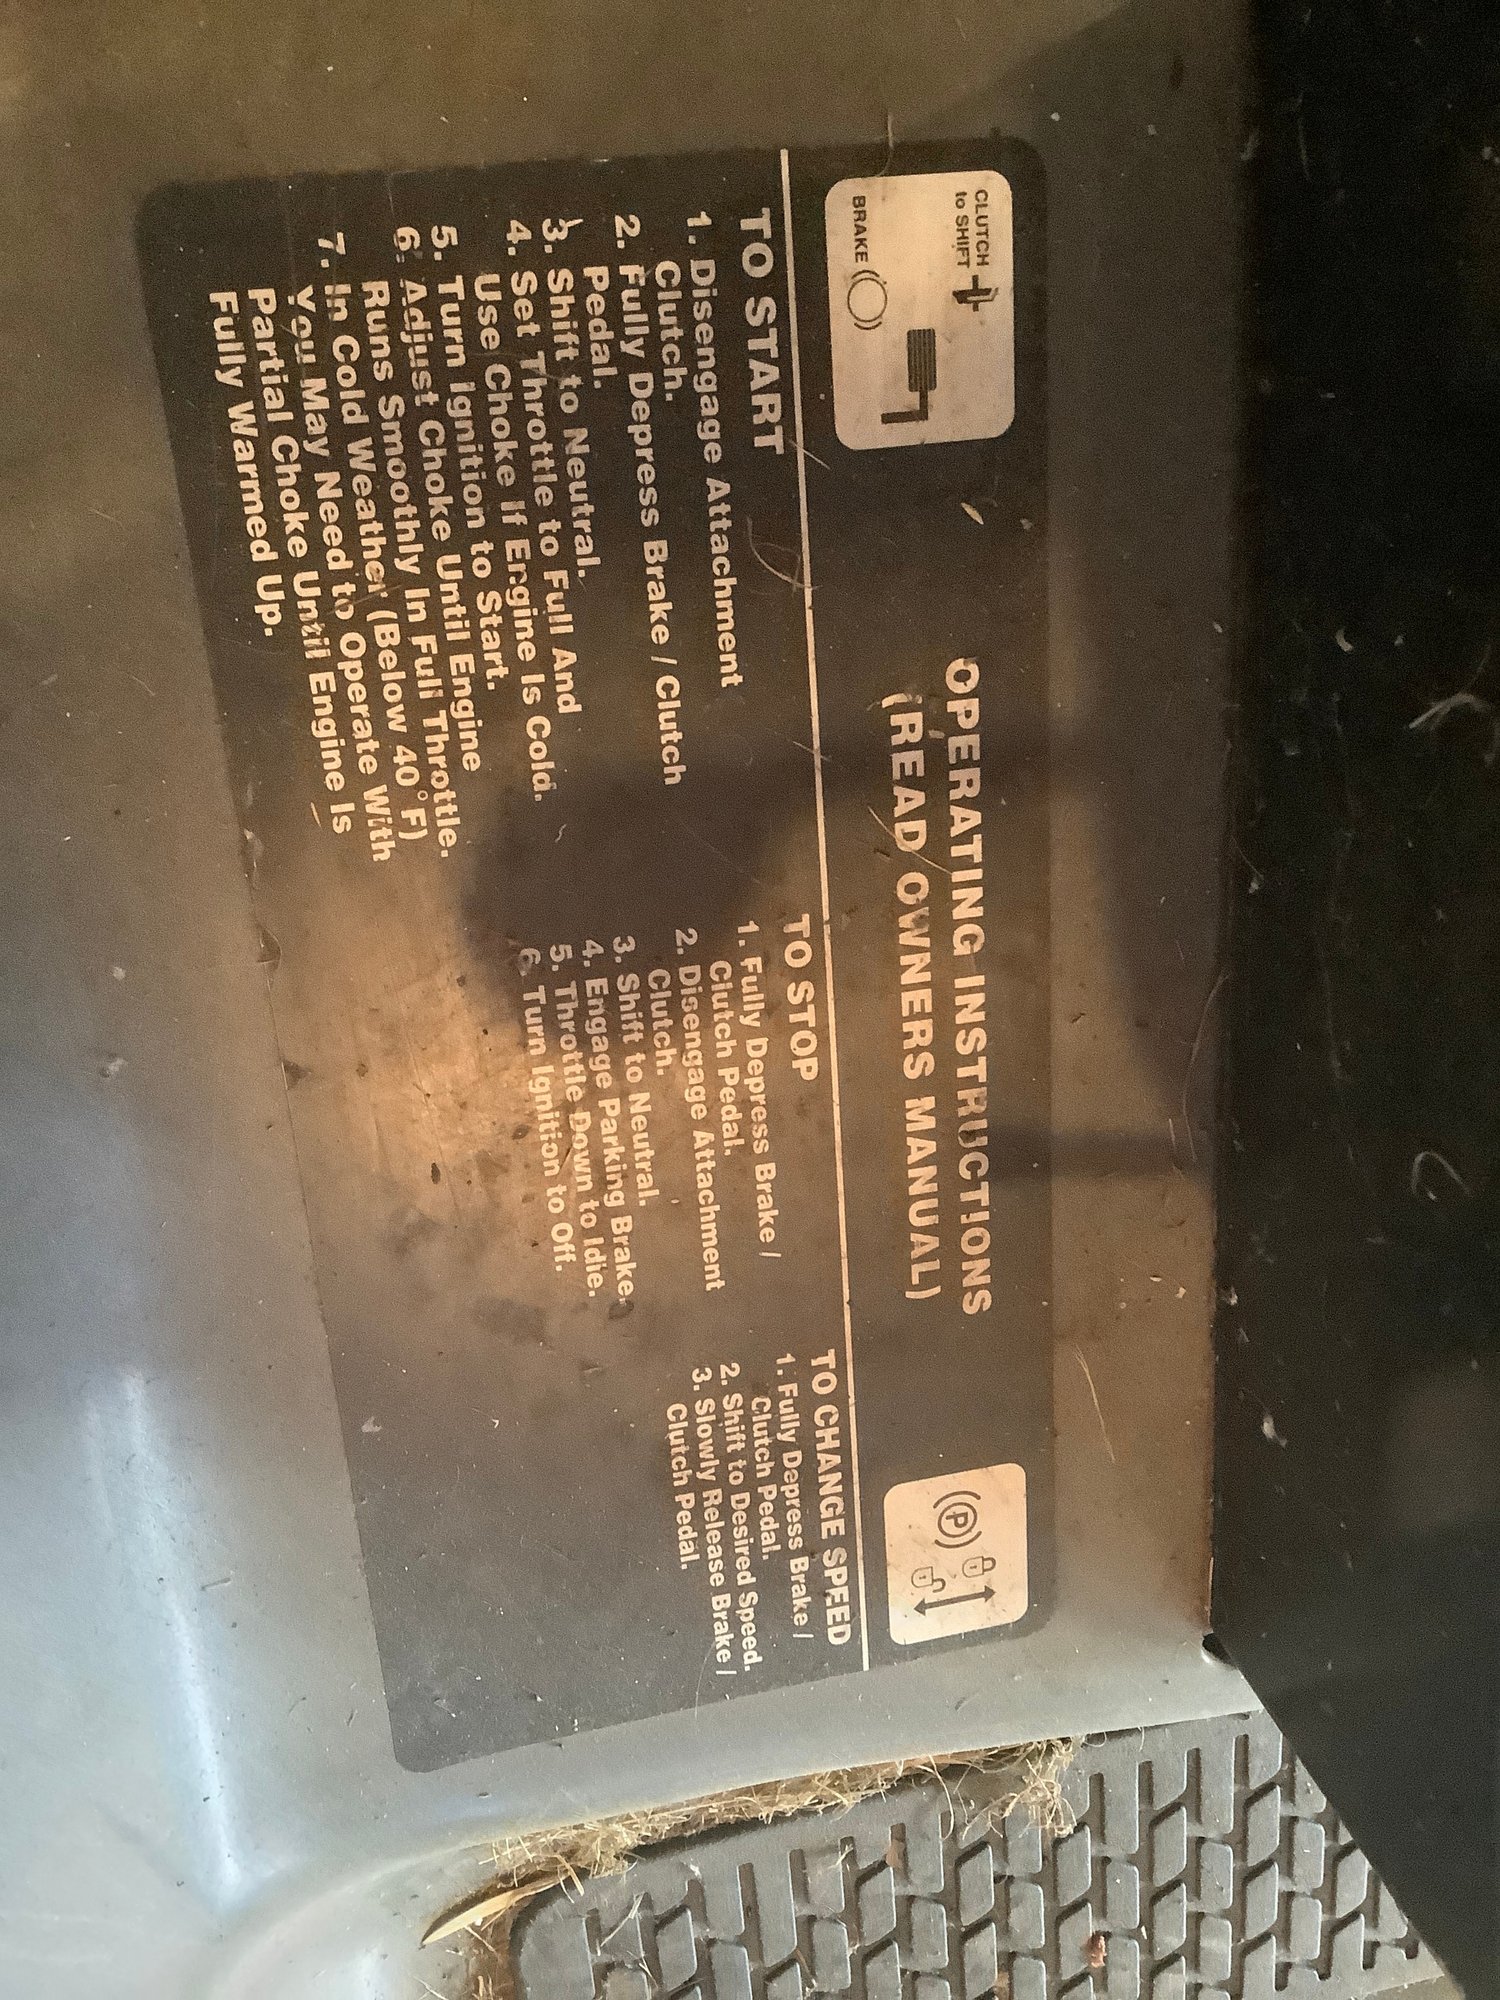 CLUTCH
to SHIFT
BRAKE
OPERATING INSTRUCTIONS
(READ OWNERS MANUAL)
P
TO START
1. Disengage Attachment
Clutch.
2. Fully Depress Brake / Clutch
Pedal.
3. Shift to Neutral.
4. Set Throttle to Full And
Use Choke If Engine Is Cold.
5. Turn Ignition to Start.
6. Adjust Choke Until Engine
Runs Smoothly In Full Throttle.
7. In Cold Weather (Below 40°F)
You May Need to Operate With
Partial Choke Until Engine Is
Fully Warmed Up.
TO STOP
1. Fully Depress Brake /
Clutch Pedal.
2. Disengage Attachment
Clutch.
3. Shift to Neutral.
4. Engage Parking Brake.
5. Throttle Down to Idle.
6. Turn Ignition to Off.
TO CHANGE SPEED
1. Fully Depress Brake /
Clutch Pedal.
2. Shift to Desired Speed.
3. Slowly Release Brake /
Clutch Pedal.